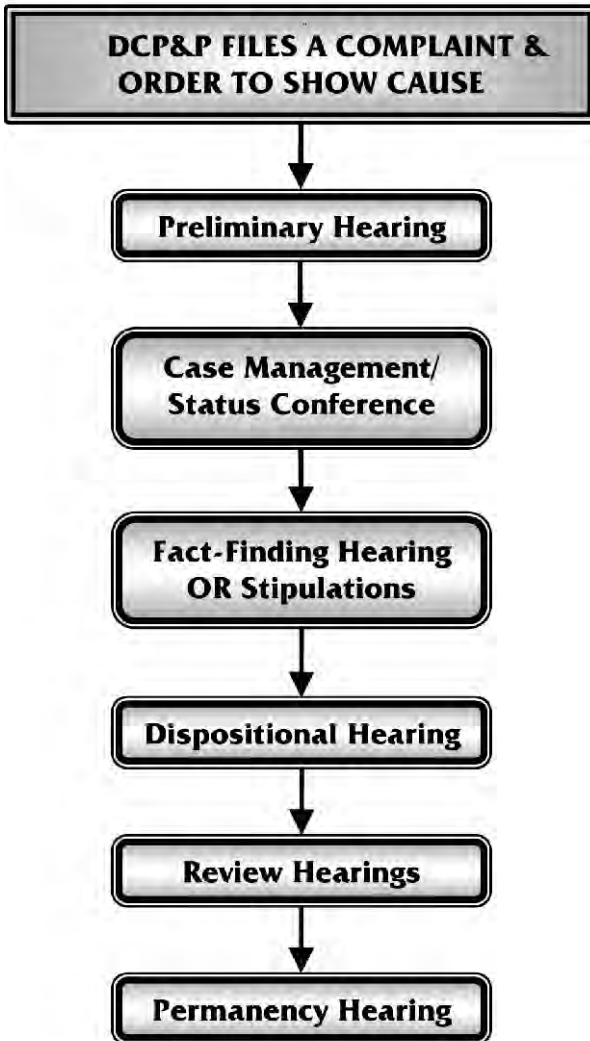 DCP&P FILES A COMPLAINT &
ORDER TO SHOW CAUSE
Preliminary Hearing
Case Management/
Status Conference
Fact-Finding Hearing
OR Stipulations
Dispositional Hearing
Review Hearings
Permanency Hearing